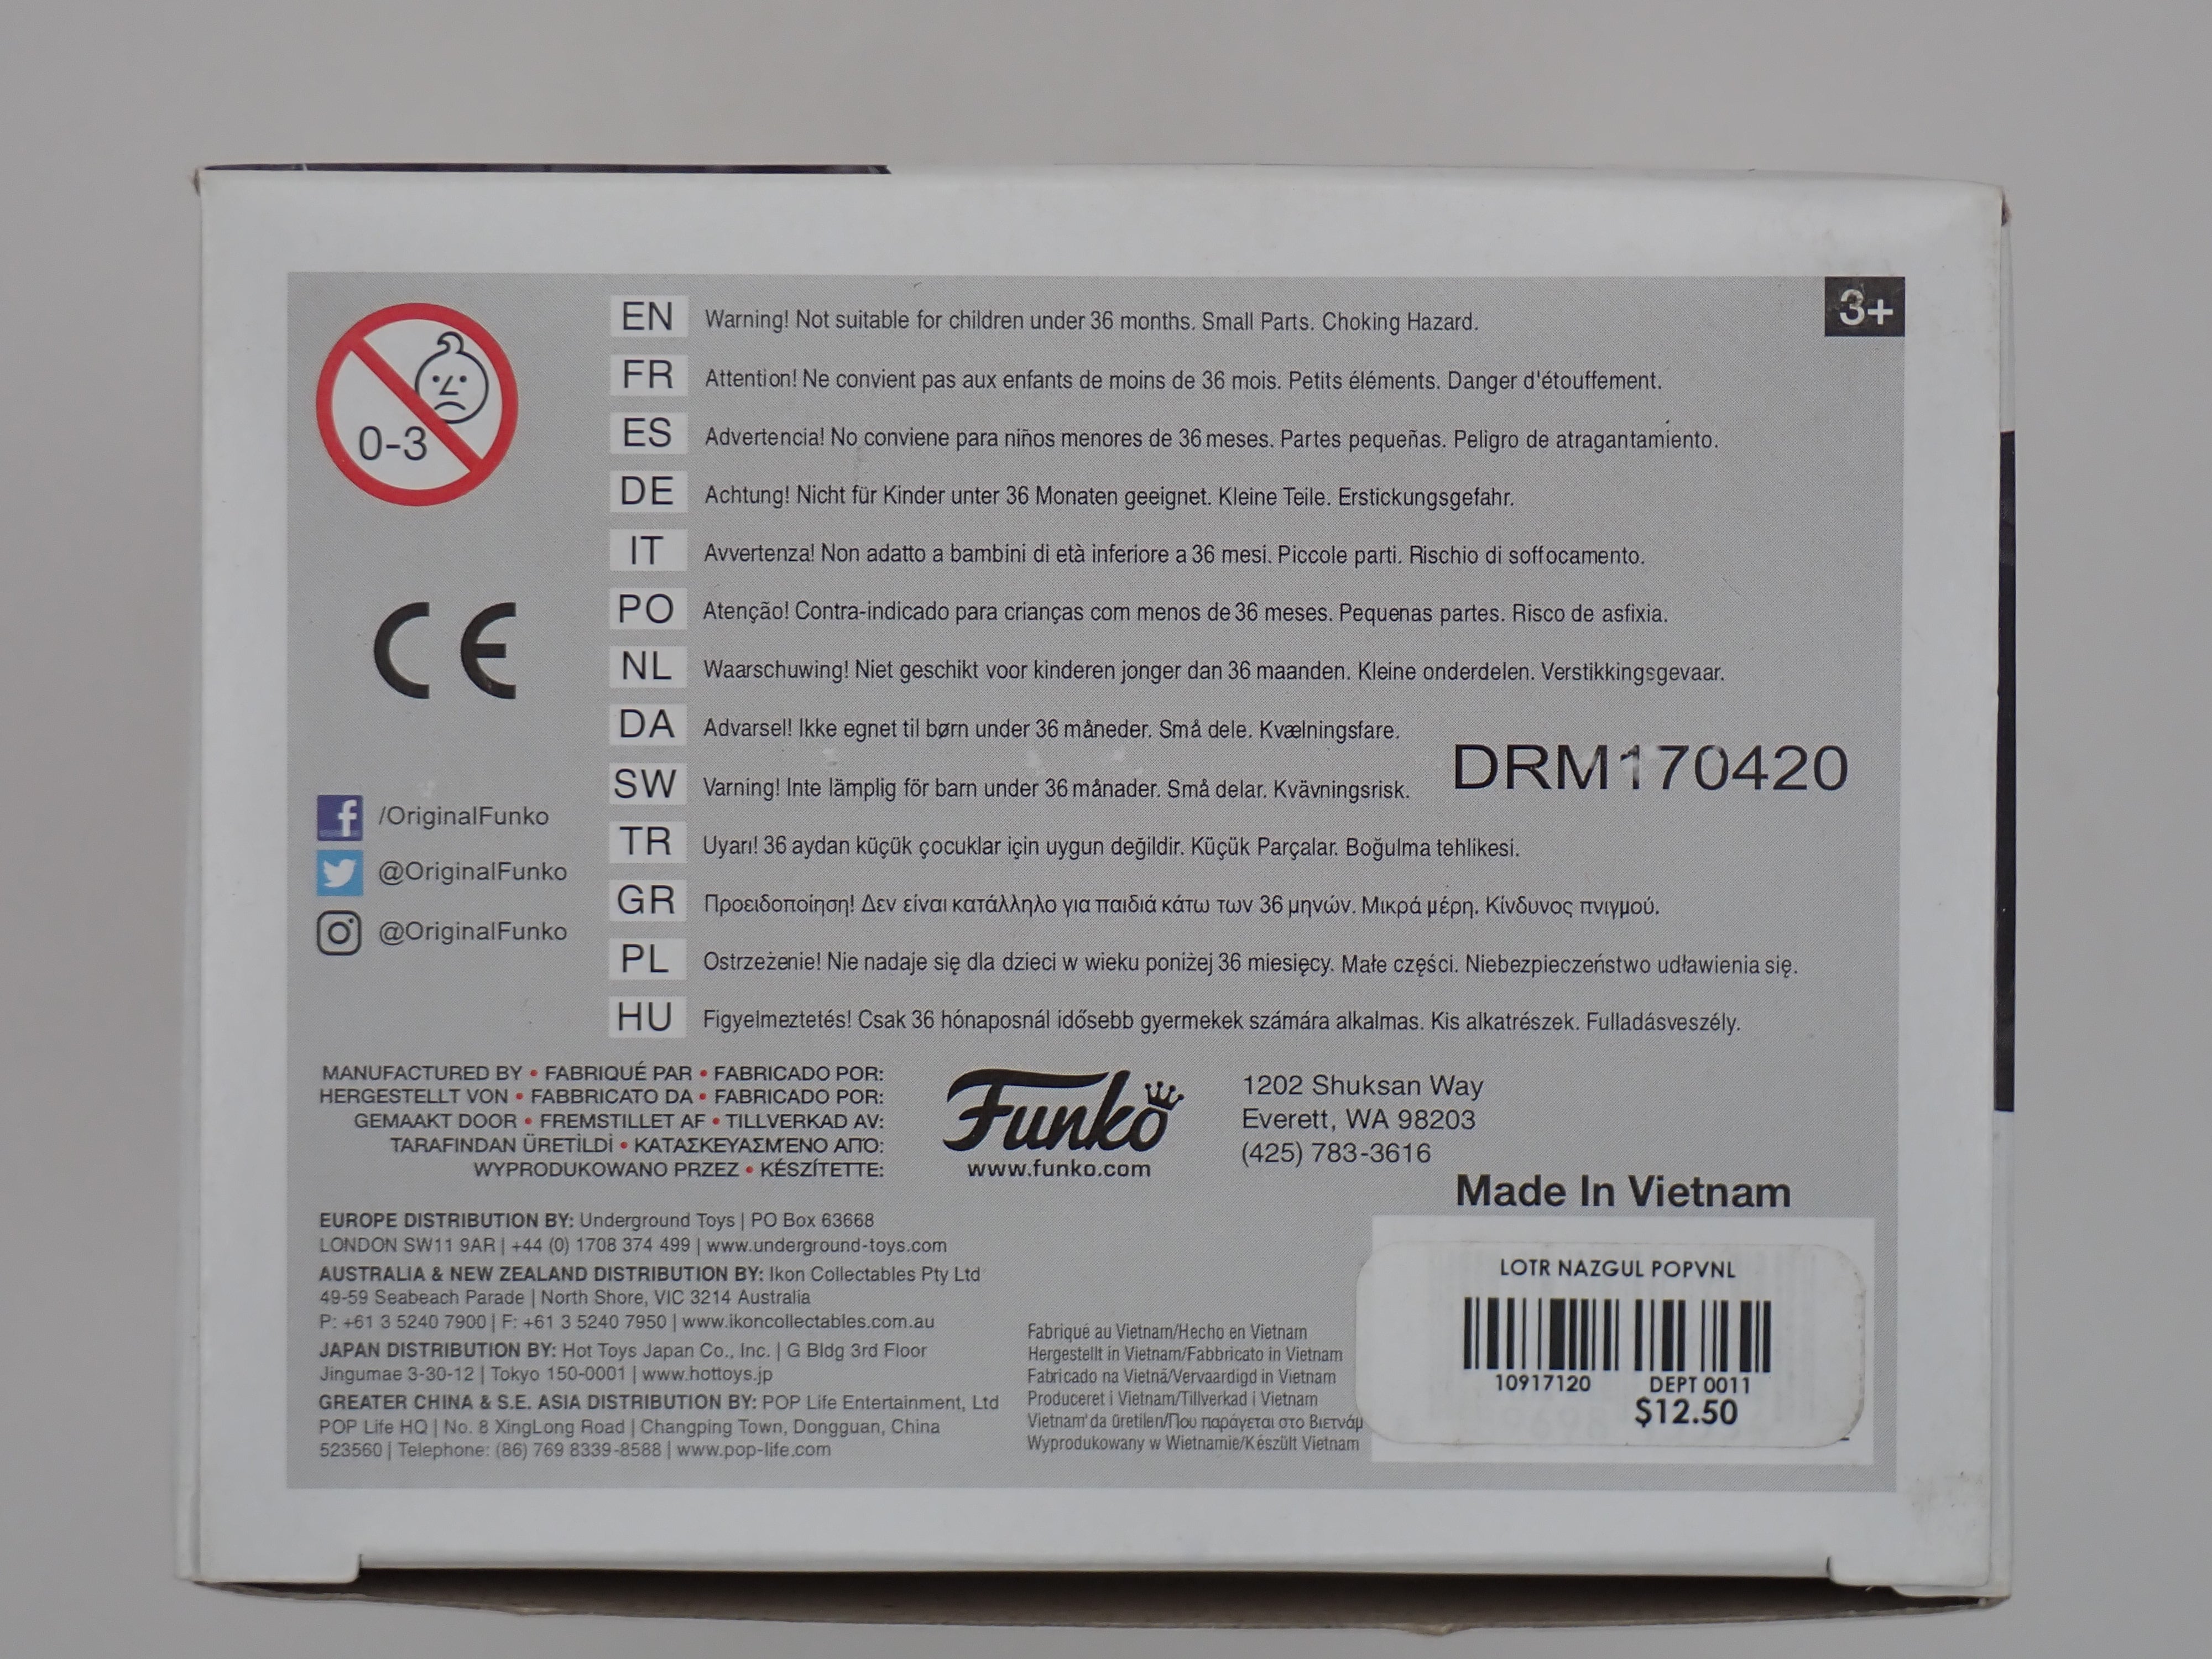 0-3
3+
EN Warning! Not suitable for children under 36 months. Small Parts. Choking Hazard.
FR Attention! Ne convient pas aux enfants de moins de 36 mois. Petits éléments. Danger d'étouffement.
ES Advertencia! No conviene para niños menores de 36 meses. Partes pequeñas. Peligro de atragantamiento.
DE Achtung! Nicht für Kinder unter 36 Monaten geeignet. Kleine Teile. Erstickungsgefahr.
IT Avvertenza! Non adatto a bambini di età inferiore a 36 mesi. Piccole parti. Rischio di soffocamento.
PO Atenção! Contra-indicado para crianças com menos de 36 meses. Pequenas partes. Risco de asfixia.
NL Waarschuwing! Niet geschikt voor kinderen jonger dan 36 maanden. Kleine onderdelen. Verstikkingsgevaar.
DA Advarsel! Ikke egnet til børn under 36 måneder. Små dele. Kvælningsfare.
SW Varning! Inte lämplig för barn under 36 månader. Små delar. Kvävningsrisk.
TR Uyarı! 36 aydan küçük çocuklar için uygun değildir. Küçük Parçalar. Boğulma tehlikesi.
GR Προειδοποίηση! Δεν είναι κατάλληλο για παιδιά κάτω των 36 μηνών. Μικρά μέρη. Κίνδυνος πνιγμού.
PL Ostrzeżenie! Nie nadaje się dla dzieci w wieku poniżej 36 miesięcy. Małe części. Niebezpieczeństwo udławienia się.
HU Figyelmeztetés! Csak 36 hónaposnál idősebb gyermekek számára alkalmas. Kis alkatrészek. Fulladásveszély.
DRM170420
CE
/OriginalFunko
@OriginalFunko
@OriginalFunko
MANUFACTURED BY • FABRIQUÉ PAR • FABRICADO POR:
HERGESTELLT VON • FABBRICATO DA • FABRICADO POR:
GEMAAKT DOOR • FREMSTILLET AF • TILLVERKAD AV:
TARAFINDAN ÜRETİLDİ • ΚΑΤΑΣΚΕΥΑΣΜΈΝΟ ΑΠΌ:
WYPRODUKOWANO PRZEZ • KÉSZÍTETTE:
Funko
www.funko.com
1202 Shuksan Way
Everett, WA 98203
(425) 783-3616
Made In Vietnam
EUROPE DISTRIBUTION BY: Underground Toys | PO Box 63668
LONDON SW11 9AR | +44 (0) 1708 374 499 | www.underground-toys.com
AUSTRALIA & NEW ZEALAND DISTRIBUTION BY: Ikon Collectables Pty Ltd
49-59 Seabeach Parade | North Shore, VIC 3214 Australia
P: +61 3 5240 7900 | F: +61 3 5240 7950 | www.ikoncollectables.com.au
JAPAN DISTRIBUTION BY: Hot Toys Japan Co., Inc. | G Bldg 3rd Floor
Jingumae 3-30-12 | Tokyo 150-0001 | www.hottoys.jp
GREATER CHINA & S.E. ASIA DISTRIBUTION BY: POP Life Entertainment, Ltd
POP Life HQ | No. 8 XingLong Road | Changping Town, Dongguan, China
523560 | Telephone: (86) 769 8339-8588 | www.pop-life.com
Fabriqué au Vietnam/Hecho en Vietnam
Hergestellt in Vietnam/Fabbricato in Vietnam
Fabricado na Vietnã/Vervaardigd in Vietnam
Produceret i Vietnam/Tillverkad i Vietnam
Vietnam'da üretilen/Που παράγεται στο Βιετνάμ
Wyprodukowany w Wietnamie/Készült Vietnam
LOTR NAZGUL POPVNL
10917120 DEPT 0011
$12.50